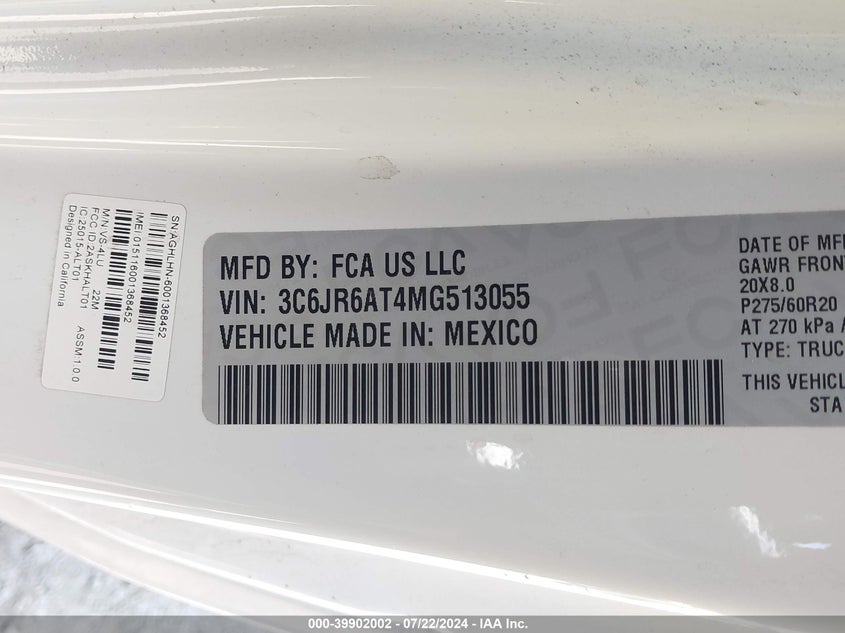 SN:AGHLHN-6001368452
IMEI:015116001368452
M/N:VS-4LU 22M
FCC ID:2ASKHALT01 ASSM:1.0.0
IC:25015-ALT01
Designed in California
MFD BY: FCA US LLC
VIN: 3C6JR6AT4MG513055
VEHICLE MADE IN: MEXICO
DATE OF MF
GAWR FRON
20X8.0
P275/60R20
AT 270 kPa
TYPE: TRUC
THIS VEHICL
STA
000-39902002 - 07/22/2024 - IAA Inc.